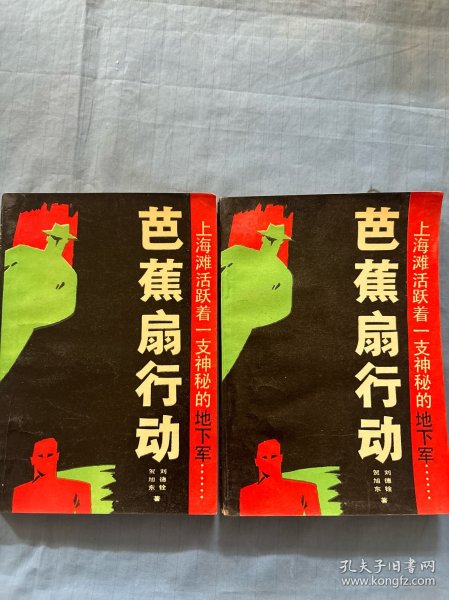 芭蕉扇行动
上海滩活跃着一支神秘的地下军……
刘德铨
贺旭东
著
芭蕉扇行动
上海滩活跃着一支神秘的地下军……
刘德铨
贺旭东
著
孔夫子旧书网
www.kongfz.com